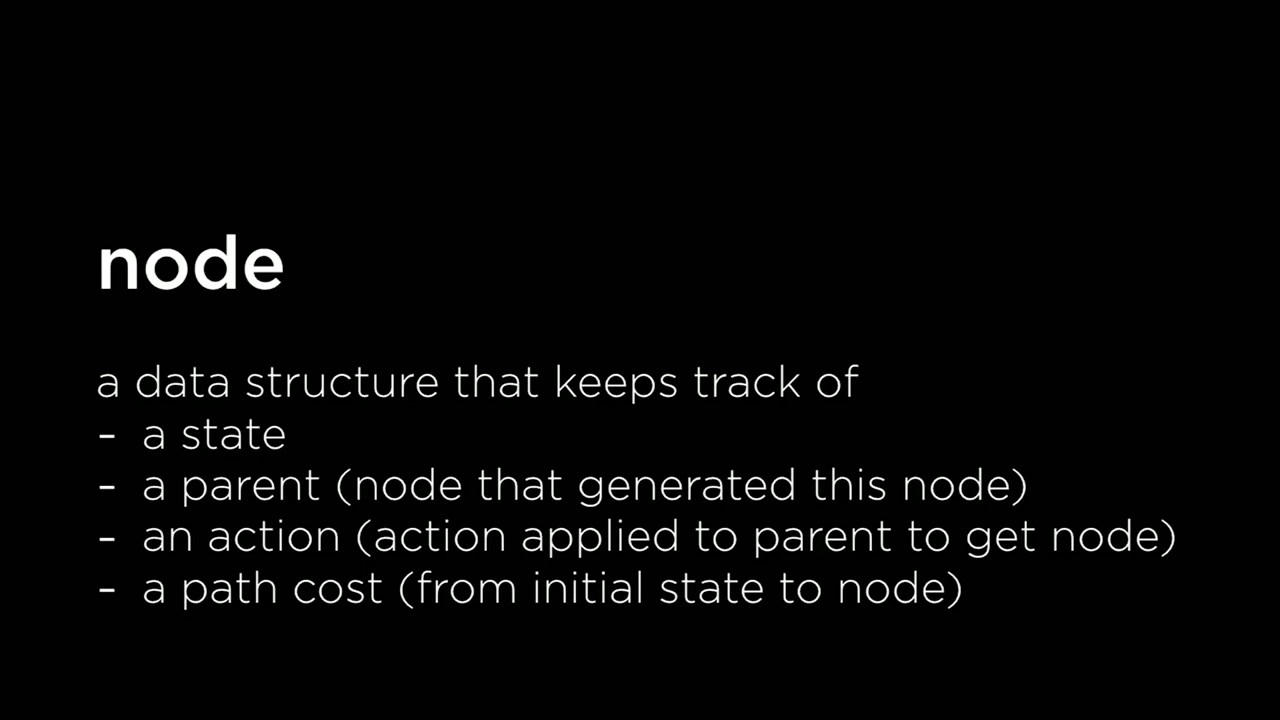 node
a data structure that keeps track of
- a state
- a parent (node that generated this node)
- an action (action applied to parent to get node)
- a path cost (from initial state to node)